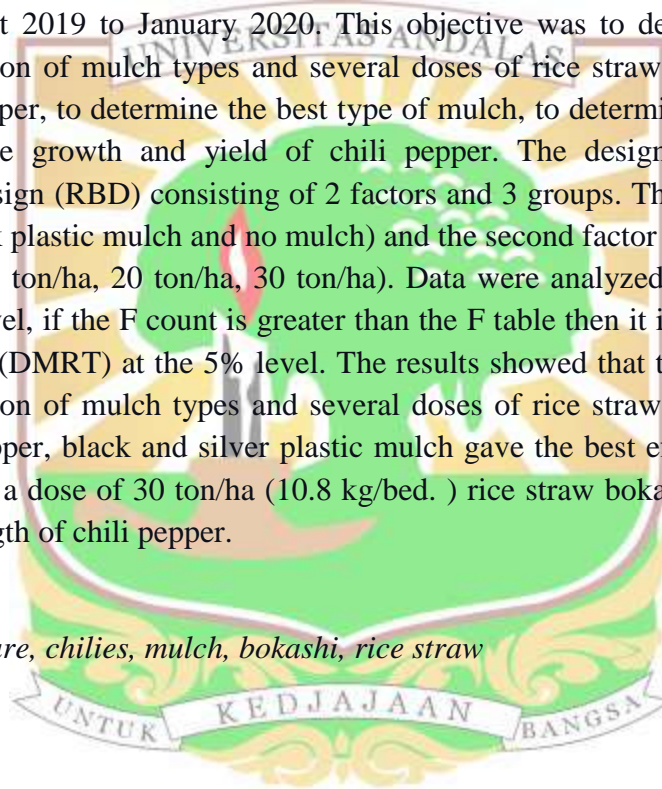 t 2019 to January 2020. This objective was to de
UNIVERSITAS ANDALAS
on of mulch types and several doses of rice straw
per, to determine the best type of mulch, to determi
e growth and yield of chili pepper. The design
sign (RBD) consisting of 2 factors and 3 groups. Th
plastic mulch and no mulch) and the second factor
ton/ha, 20 ton/ha, 30 ton/ha). Data were analyzed
vel, if the F count is greater than the F table then it i
(DMRT) at the 5% level. The results showed that t
on of mulch types and several doses of rice straw
pper, black and silver plastic mulch gave the best e
a dose of 30 ton/ha (10.8 kg/bed. ) rice straw boka
gth of chili pepper.
re, chilies, mulch, bokashi, rice straw
UNTUK KEDJAJAAN BANGSA